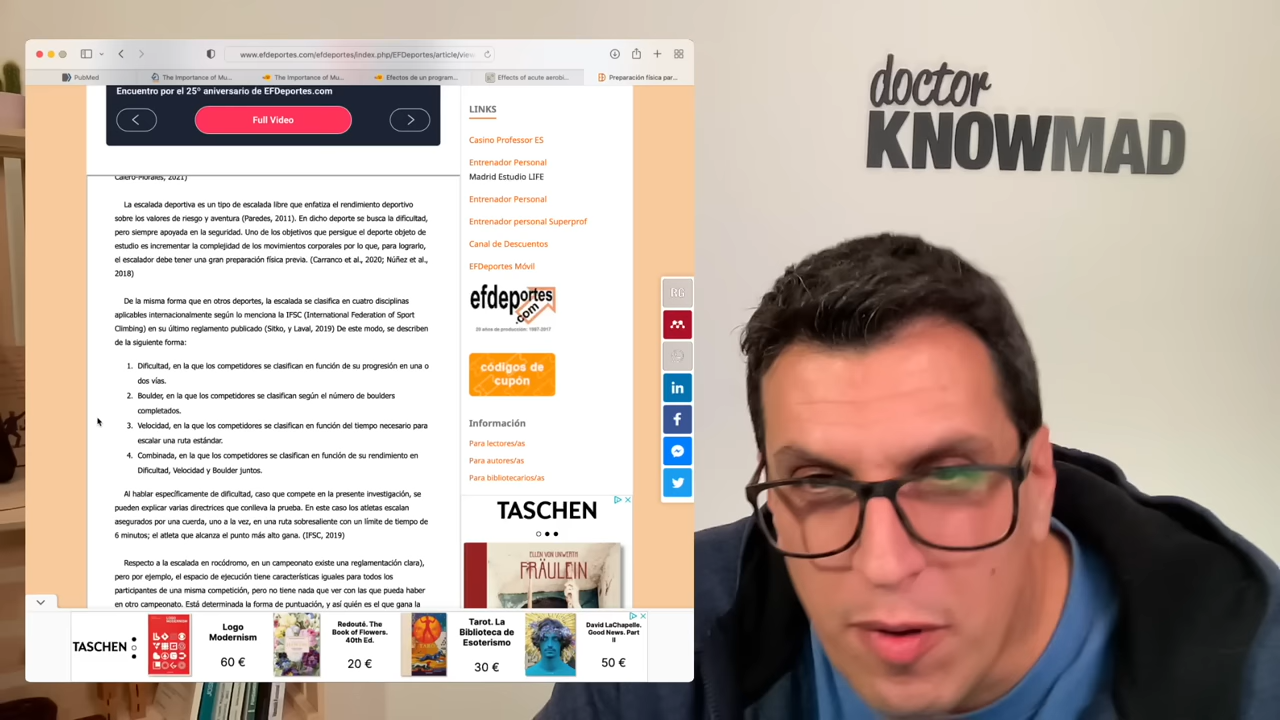 www.efdeportes.com/efdeportes/index.php/EFDeportes/article/view
PubMed
The Importance of Mu...
The Importance of Mu...
Efectos de un program...
Effects of acute aerobi...
Preparación física par...
Encuentro por el 25º aniversario de EFDeportes.com
Full Video
Calero-Morales, 2021)
La escalada deportiva es un tipo de escalada libre que enfatiza el rendimiento deportivo
sobre los valores de riesgo y aventura (Paredes, 2011). En dicho deporte se busca la dificultad,
pero siempre apoyada en la seguridad. Uno de los objetivos que persigue el deporte objeto de
estudio es incrementar la complejidad de los movimientos corporales por lo que, para lograrlo,
el escalador debe tener una gran preparación física previa. (Carranco et al., 2020; Núñez et al.,
2018)
De la misma forma que en otros deportes, la escalada se clasifica en cuatro disciplinas
aplicables internacionalmente según lo menciona la IFSC (International Federation of Sport
Climbing) en su último reglamento publicado (Sitko, y Laval, 2019) De este modo, se describen
de la siguiente forma:
1. Dificultad, en la que los competidores se clasifican en función de su progresión en una o
dos vías.
2. Boulder, en la que los competidores se clasifican según el número de boulders
completados.
3. Velocidad, en la que los competidores se clasifican en función del tiempo necesario para
escalar una ruta estándar.
4. Combinada, en la que los competidores se clasifican en función de su rendimiento en
Dificultad, Velocidad y Boulder juntos.
Al hablar específicamente de dificultad, caso que compete en la presente investigación, se
pueden explicar varias directrices que conlleva la prueba. En este caso los atletas escalan
asegurados por una cuerda, uno a la vez, en una ruta sobresaliente con un límite de tiempo de
6 minutos; el atleta que alcanza el punto más alto gana. (IFSC, 2019)
Respecto a la escalada en rocódromo, en un campeonato existe una reglamentación clara),
pero por ejemplo, el espacio de ejecución tiene características iguales para todos los
participantes de una misma competición, pero no tiene nada que ver con las que pueda haber
en otro campeonato. Está determinada la forma de puntuación, y así quién es el que gana la
LINKS
Casino Professor ES
Entrenador Personal
Madrid Estudio LIFE
Entrenador Personal
Entrenador personal Superprof
Canal de Descuentos
EFDeportes Móvil
efdeportes
.com
20 años de producción: 1997-2017
códigos de
cupón
Información
Para lectores/as
Para autores/as
Para bibliotecarios/as
TASCHEN
ELLEN VON UNWERTH
FRÄULEIN
RG
in
f
TASCHEN
Logo
Modernism
60 €
Redouté. The
Book of Flowers.
40th Ed.
20 €
Tarot. La
Biblioteca de
Esoterismo
30 €
David LaChapelle.
Good News. Part
II
50 €
doctor
KNOWMAD